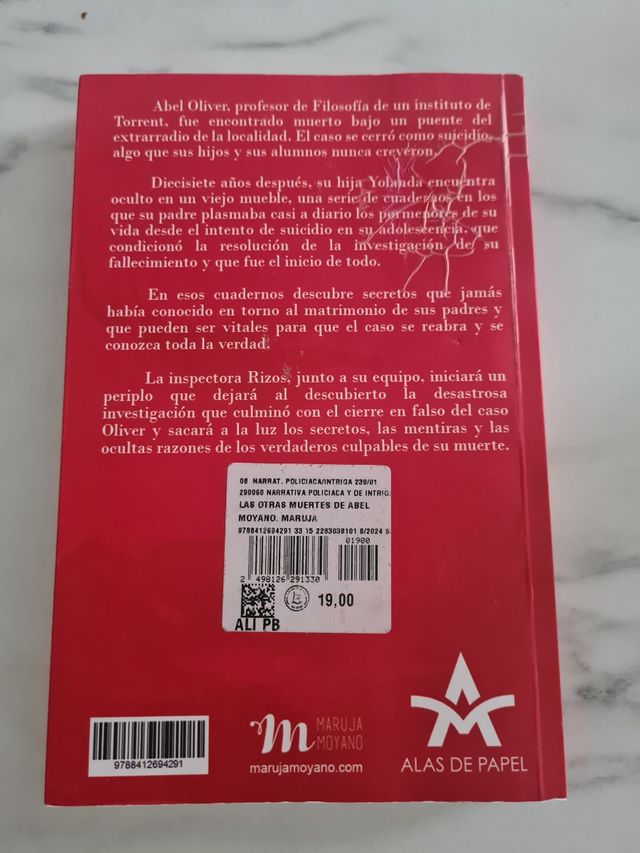 Abel Oliver, profesor de Filosofía de un instituto de
Torrent, fue encontrado muerto bajo un puente del
extrarradio de la localidad. El caso se cerró como suicidio,
algo que sus hijos y sus alumnos nunca creyeron.
Diecisiete años después, su hija Yolanda encuentra
oculto en un viejo mueble, una serie de cuadernos en los
que su padre plasmaba casi a diario los pormenores de su
vida desde el intento de suicidio en su adolescencia, que
condicionó la resolución de la investigación de su
fallecimiento y que fue el inicio de todo.
En esos cuadernos descubre secretos que jamás
había conocido en torno al matrimonio de sus padres y
que pueden ser vitales para que el caso se reabra y se
conozca toda la verdad.
La inspectora Rizos, junto a su equipo, iniciará un
periplo que dejará al descubierto la desastrosa
investigación que culminó con el cierre en falso del caso
Oliver y sacará a la luz los secretos, las mentiras y las
ocultas razones de los verdaderos culpables de su muerte.
08 NARRAT. POLICIACA/INTRIGA 239/01
290060 NARRATIVA POLICIACA Y DE INTRIG
LAS OTRAS MUERTES DE ABEL
MOYANO, MARUJA
9788412694291 33 15 2283038101 8/2024 S
01900
2 498126 291330
19,00
ALI PB
9788412694291
m MARUJA
MOYANO
marujamoyano.com
ALAS DE PAPEL